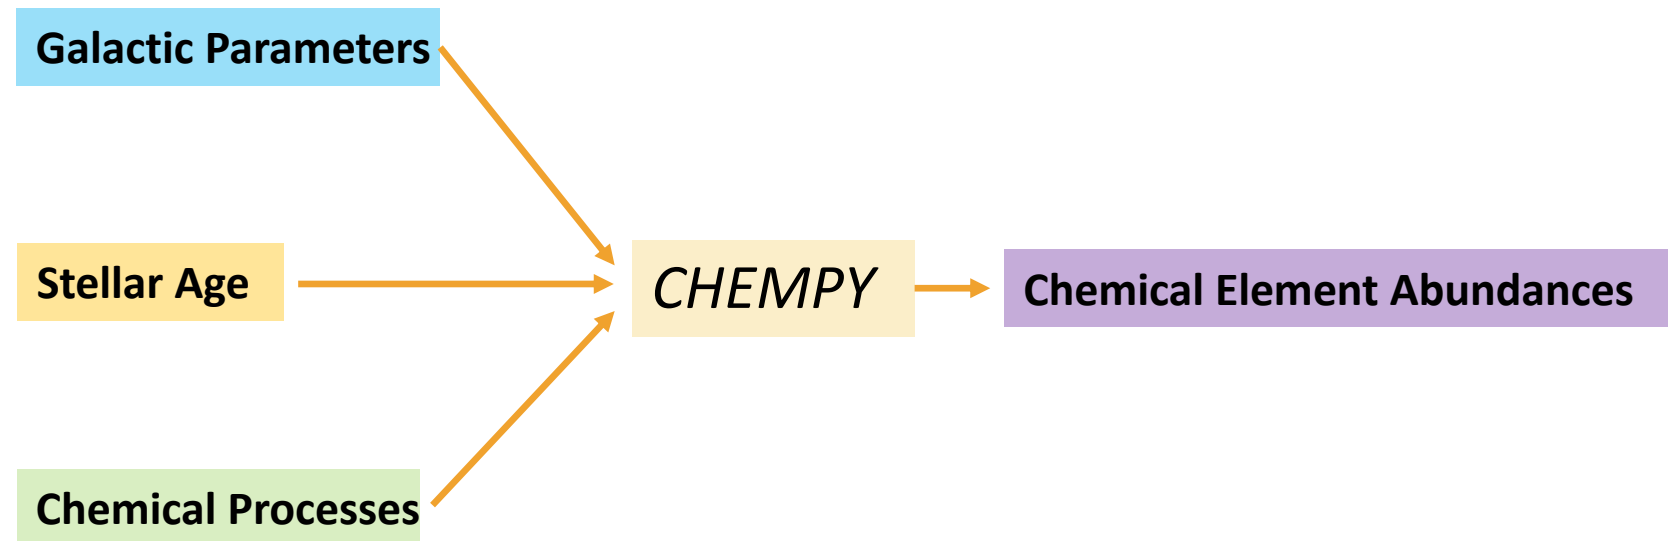 Galactic Parameters
Stellar Age
CHEMPY
Chemical Element Abundances
Chemical Processes